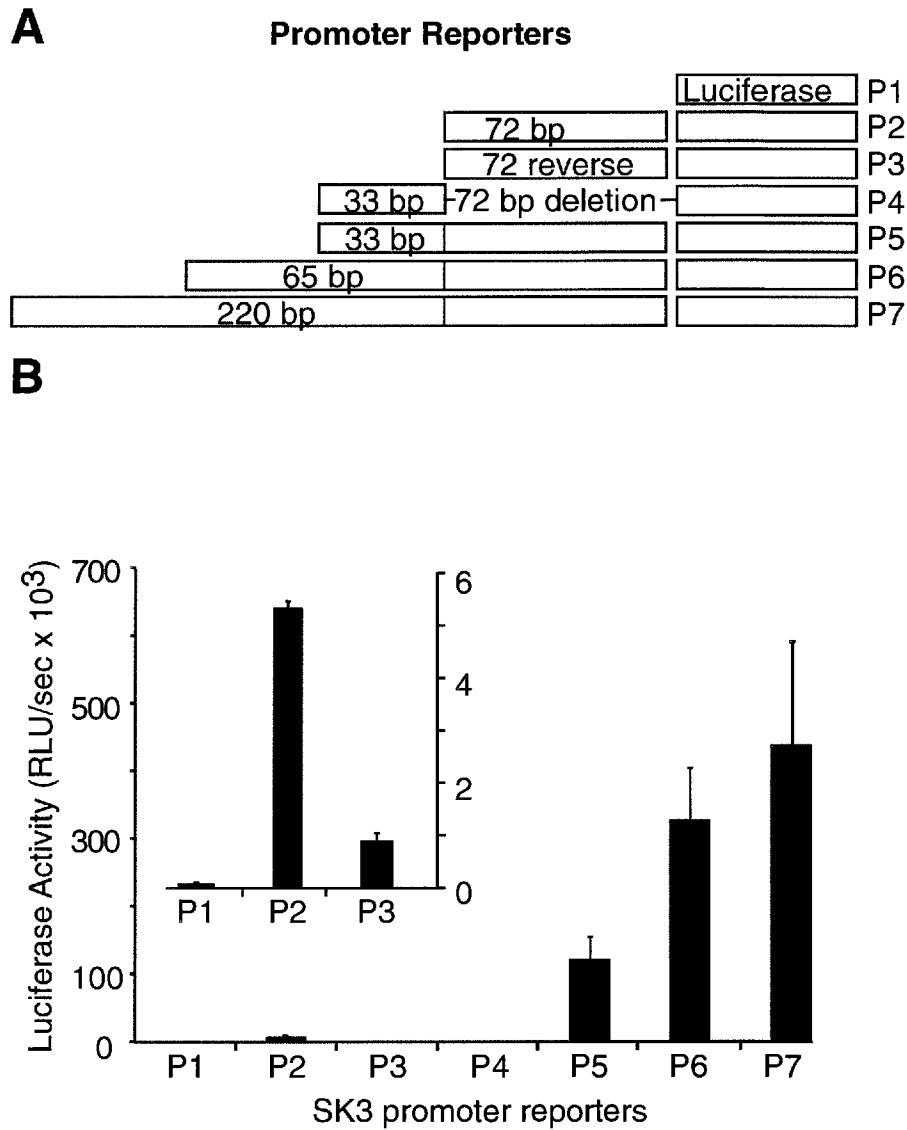 A
Promoter Reporters
Luciferase P1
72 bp P2
72 reverse P3
33 bp 72 bp deletion P4
33 bp P5
65 bp P6
220 bp P7
B
Luciferase Activity (RLU/sec x 10³)
700
500
300
100
0
6
4
2
0
P1 P2 P3
P1 P2 P3 P4 P5 P6 P7
SK3 promoter reporters